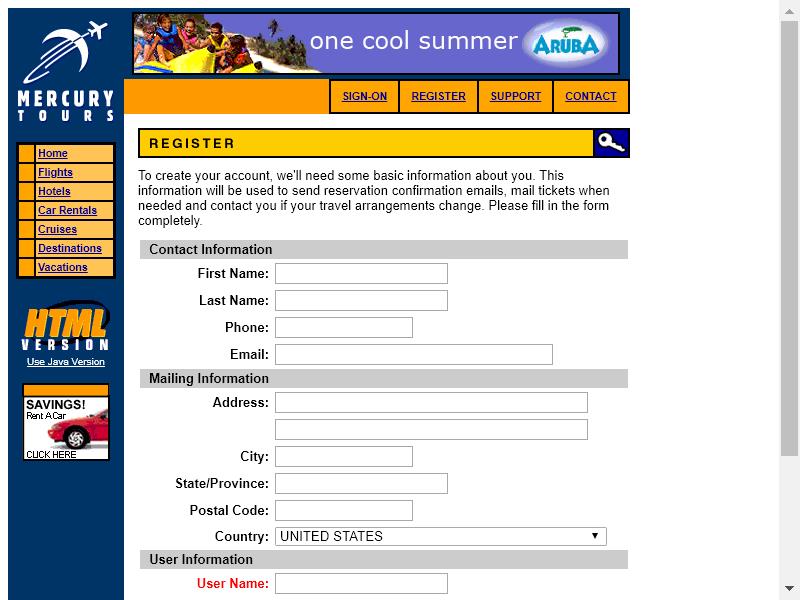 one cool summer ARUBA
MERCURY
TOURS
SIGN-ON REGISTER SUPPORT CONTACT
REGISTER
Home
Flights
Hotels
Car Rentals
Cruises
Destinations
Vacations
HTML
VERSION
Use Java Version
SAVINGS!
Rent A Car
CLICK HERE
To create your account, we'll need some basic information about you. This
information will be used to send reservation confirmation emails, mail tickets when
needed and contact you if your travel arrangements change. Please fill in the form
completely.
Contact Information
First Name:
Last Name:
Phone:
Email:
Mailing Information
Address:
City:
State/Province:
Postal Code:
Country: UNITED STATES
User Information
User Name: